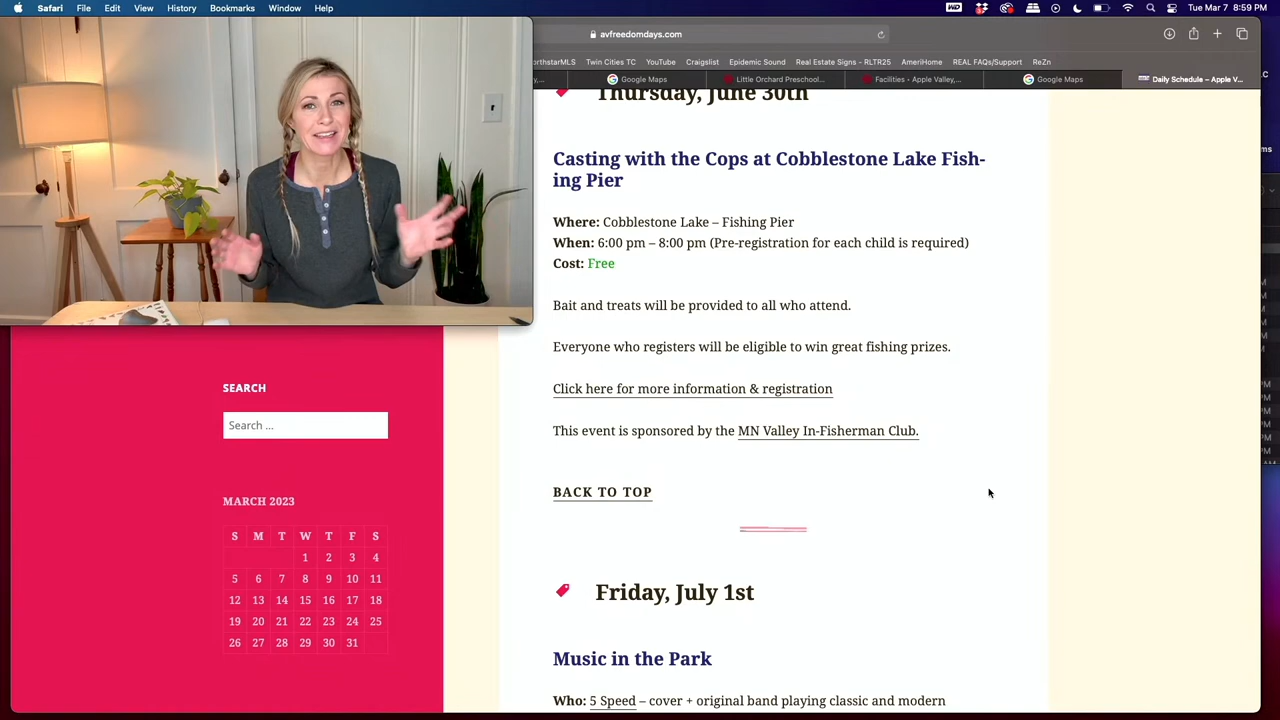 Safari File Edit View History Bookmarks Window Help Tue Mar 7 8:59 PM
avfreedomdays.com
orthstarMLS Twin Cities TC YouTube Craigslist Epidemic Sound Real Estate Signs - RLTR25 AmeriHome REAL FAQs/Support ReZn
Google Maps Little Orchard Preschool... Facilities - Apple Valley,... Google Maps Daily Schedule – Apple V...
Thursday, June 30th
Casting with the Cops at Cobblestone Lake Fish-
ing Pier
Where: Cobblestone Lake – Fishing Pier
When: 6:00 pm – 8:00 pm (Pre-registration for each child is required)
Cost: Free
Bait and treats will be provided to all who attend.
Everyone who registers will be eligible to win great fishing prizes.
Click here for more information & registration
This event is sponsored by the MN Valley In-Fisherman Club.
BACK TO TOP
Friday, July 1st
Music in the Park
Who: 5 Speed – cover + original band playing classic and modern
SEARCH
Search ...
MARCH 2023
S M T W T F S
1 2 3 4
5 6 7 8 9 10 11
12 13 14 15 16 17 18
19 20 21 22 23 24 25
26 27 28 29 30 31